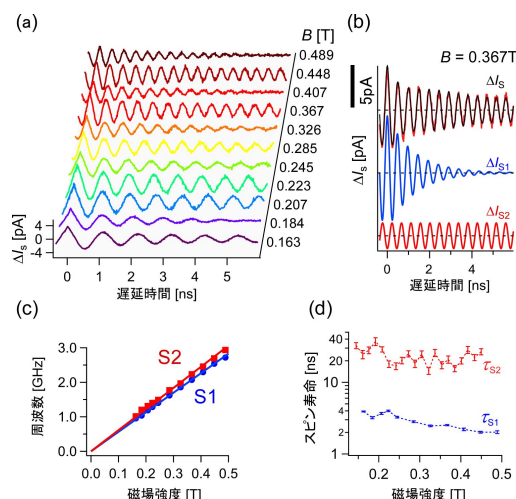 (a)
B [T]
0.489
0.448
0.407
0.367
0.326
0.285
0.245
0.223
0.207
0.184
0.163
ΔIs [pA]
4
0
-4
0 1 2 3 4 5
遅延時間 [ns]
(b)
B = 0.367T
5pA
ΔIS
ΔIS1
ΔIS2
ΔIs [pA]
0 2 4
遅延時間 [ns]
(c)
周波数 [GHz]
3.0
2.0
1.0
0.0
S2
S1
0.0 0.1 0.2 0.3 0.4 0.5
磁場強度 [T]
(d)
スピン寿命 [ns]
100
10
4
2
1
τS2
τS1
0.2 0.3 0.4 0.5
磁場強度 [T]